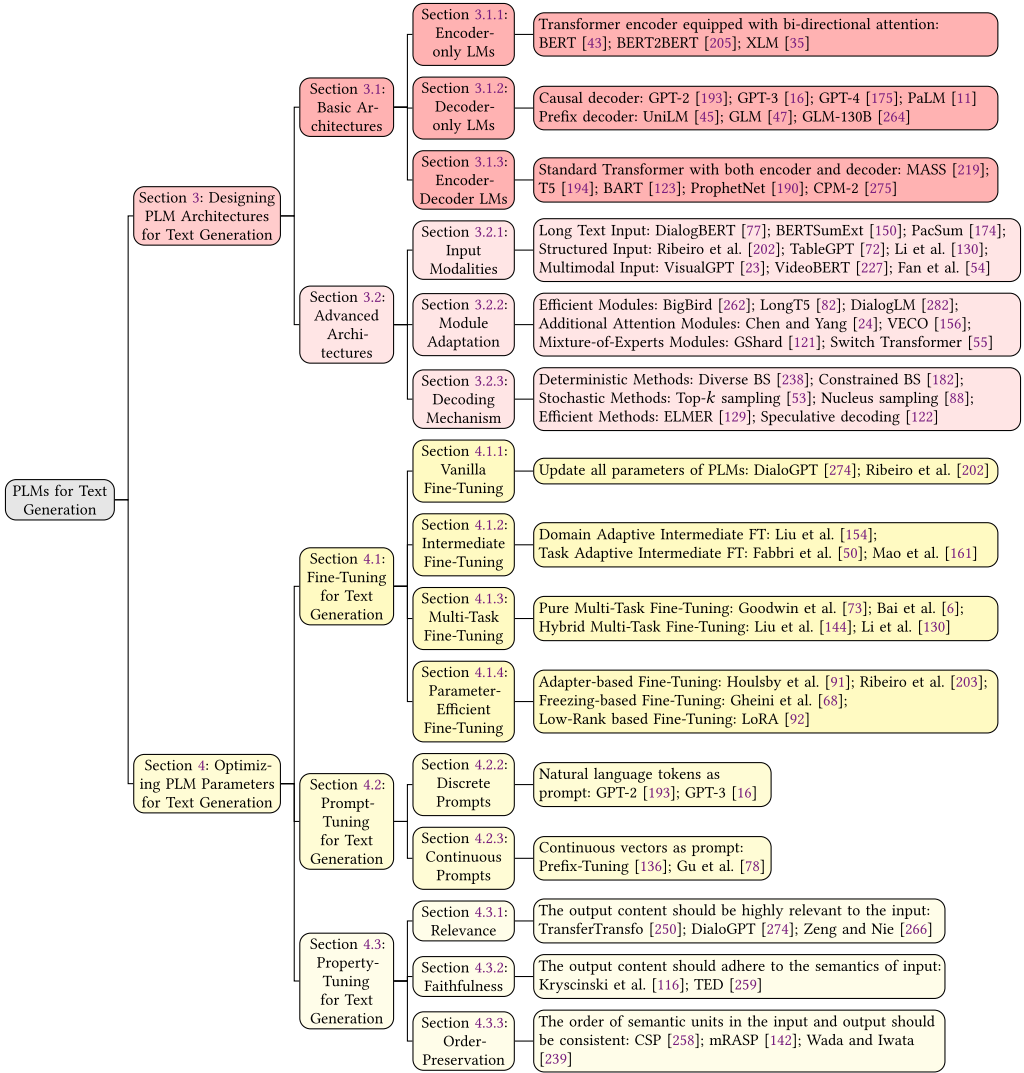 PLMs for Text
Generation
Section 3: Designing
PLM Architectures
for Text Generation
Section 3.1:
Basic Ar-
chitectures
Section 3.1.1:
Encoder-
only LMs
Transformer encoder equipped with bi-directional attention:
BERT [43]; BERT2BERT [205]; XLM [35]
Section 3.1.2:
Decoder-
only LMs
Causal decoder: GPT-2 [193]; GPT-3 [16]; GPT-4 [175]; PaLM [11]
Prefix decoder: UniLM [45]; GLM [47]; GLM-130B [264]
Section 3.1.3:
Encoder-
Decoder LMs
Standard Transformer with both encoder and decoder: MASS [219];
T5 [194]; BART [123]; ProphetNet [190]; CPM-2 [275]
Section 3.2:
Advanced
Archi-
tectures
Section 3.2.1:
Input
Modalities
Long Text Input: DialogBERT [77]; BERTSumExt [150]; PacSum [174];
Structured Input: Ribeiro et al. [202]; TableGPT [72]; Li et al. [130];
Multimodal Input: VisualGPT [23]; VideoBERT [227]; Fan et al. [54]
Section 3.2.2:
Module
Adaptation
Efficient Modules: BigBird [262]; LongT5 [82]; DialogLM [282];
Additional Attention Modules: Chen and Yang [24]; VECO [156];
Mixture-of-Experts Modules: GShard [121]; Switch Transformer [55]
Section 3.2.3:
Decoding
Mechanism
Deterministic Methods: Diverse BS [238]; Constrained BS [182];
Stochastic Methods: Top-k sampling [53]; Nucleus sampling [88];
Efficient Methods: ELMER [129]; Speculative decoding [122]
Section 4: Optimiz-
ing PLM Parameters
for Text Generation
Section 4.1:
Fine-Tuning
for Text
Generation
Section 4.1.1:
Vanilla
Fine-Tuning
Update all parameters of PLMs: DialoGPT [274]; Ribeiro et al. [202]
Section 4.1.2:
Intermediate
Fine-Tuning
Domain Adaptive Intermediate FT: Liu et al. [154];
Task Adaptive Intermediate FT: Fabbri et al. [50]; Mao et al. [161]
Section 4.1.3:
Multi-Task
Fine-Tuning
Pure Multi-Task Fine-Tuning: Goodwin et al. [73]; Bai et al. [6];
Hybrid Multi-Task Fine-Tuning: Liu et al. [144]; Li et al. [130]
Section 4.1.4:
Parameter-
Efficient
Fine-Tuning
Adapter-based Fine-Tuning: Houlsby et al. [91]; Ribeiro et al. [203];
Freezing-based Fine-Tuning: Gheini et al. [68];
Low-Rank based Fine-Tuning: LoRA [92]
Section 4.2:
Prompt-
Tuning
for Text
Generation
Section 4.2.2:
Discrete
Prompts
Natural language tokens as
prompt: GPT-2 [193]; GPT-3 [16]
Section 4.2.3:
Continuous
Prompts
Continuous vectors as prompt:
Prefix-Tuning [136]; Gu et al. [78]
Section 4.3:
Property-
Tuning
for Text
Generation
Section 4.3.1:
Relevance
The output content should be highly relevant to the input:
TransferTransfo [250]; DialoGPT [274]; Zeng and Nie [266]
Section 4.3.2:
Faithfulness
The output content should adhere to the semantics of input:
Kryscinski et al. [116]; TED [259]
Section 4.3.3:
Order-
Preservation
The order of semantic units in the input and output should
be consistent: CSP [258]; mRASP [142]; Wada and Iwata
[239]